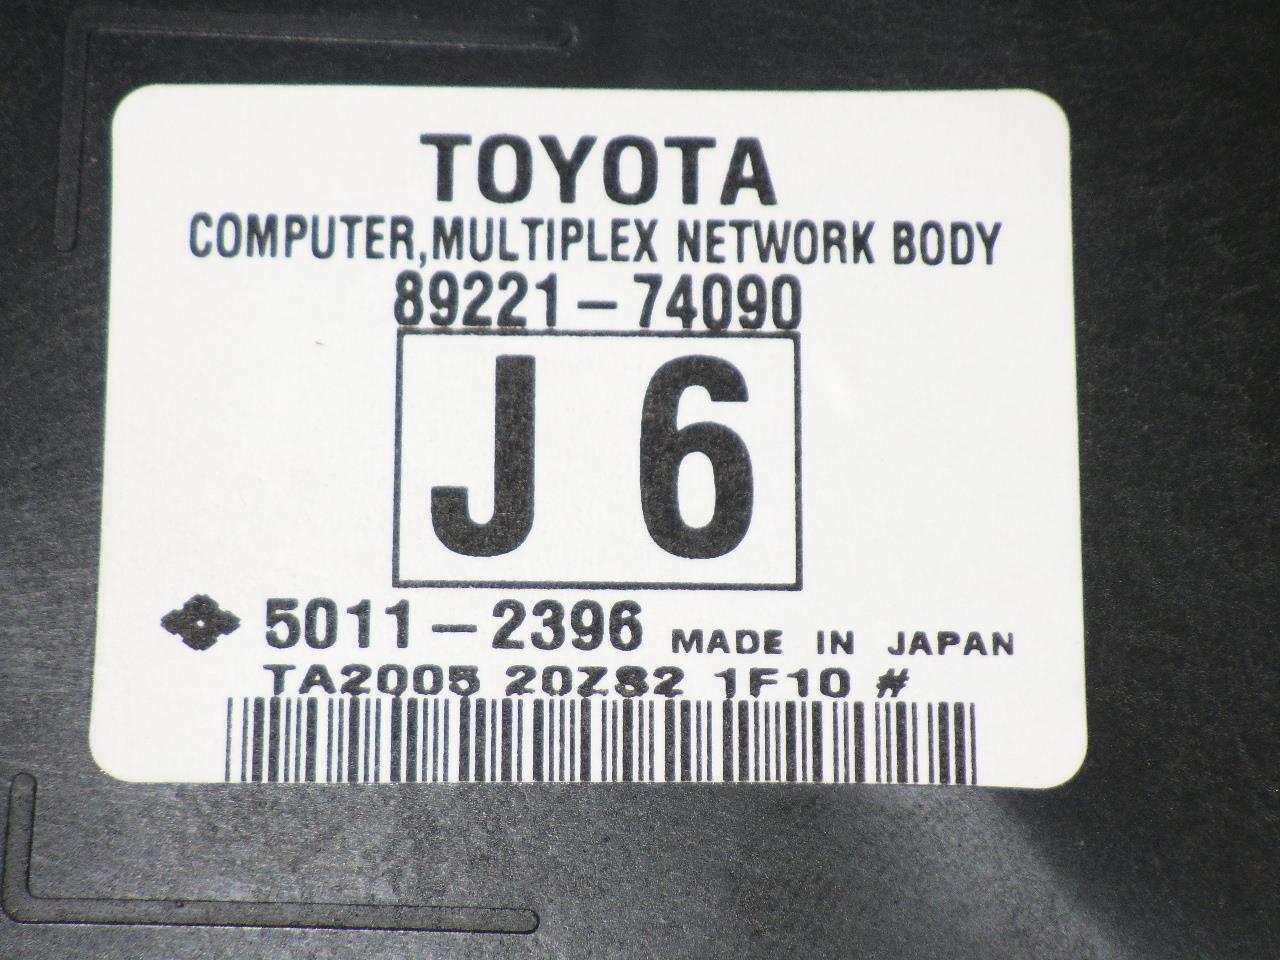 TOYOTA
COMPUTER,MULTIPLEX NETWORK BODY
89221-74090
J 6
5011-2396 MADE IN JAPAN
TA2005 20Z82 1F10 #